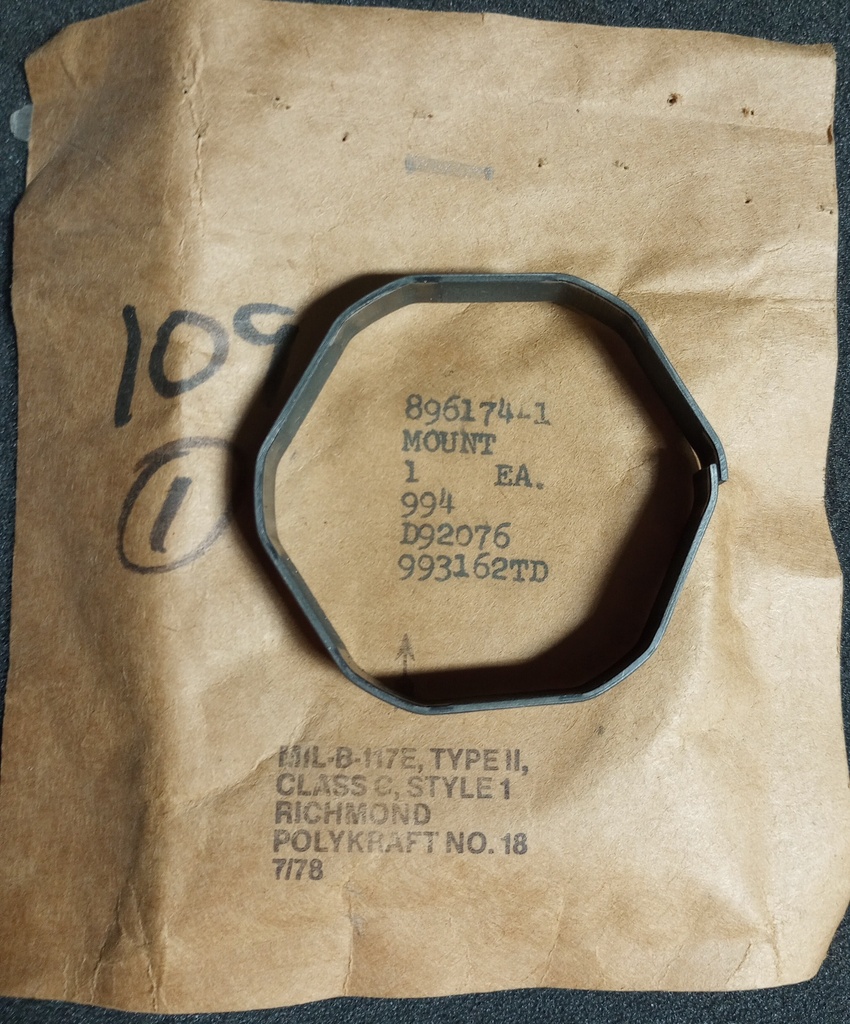 109
1
896174-1
MOUNT
1 EA.
994
D92076
993162TD
MIL-B-117E, TYPE II,
CLASS C, STYLE 1
RICHMOND
POLYKRAFT NO. 18
7/78